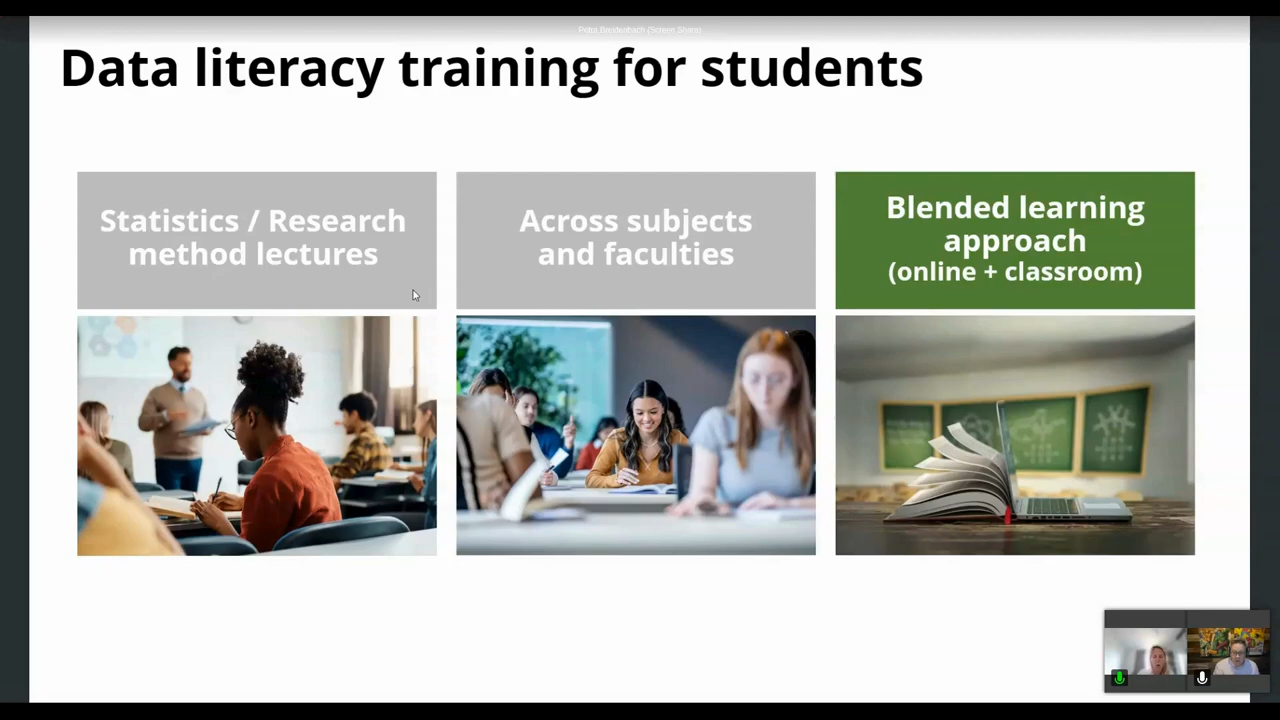 Data literacy training for students
Statistics / Research
method lectures
Across subjects
and faculties
Blended learning
approach
(online + classroom)